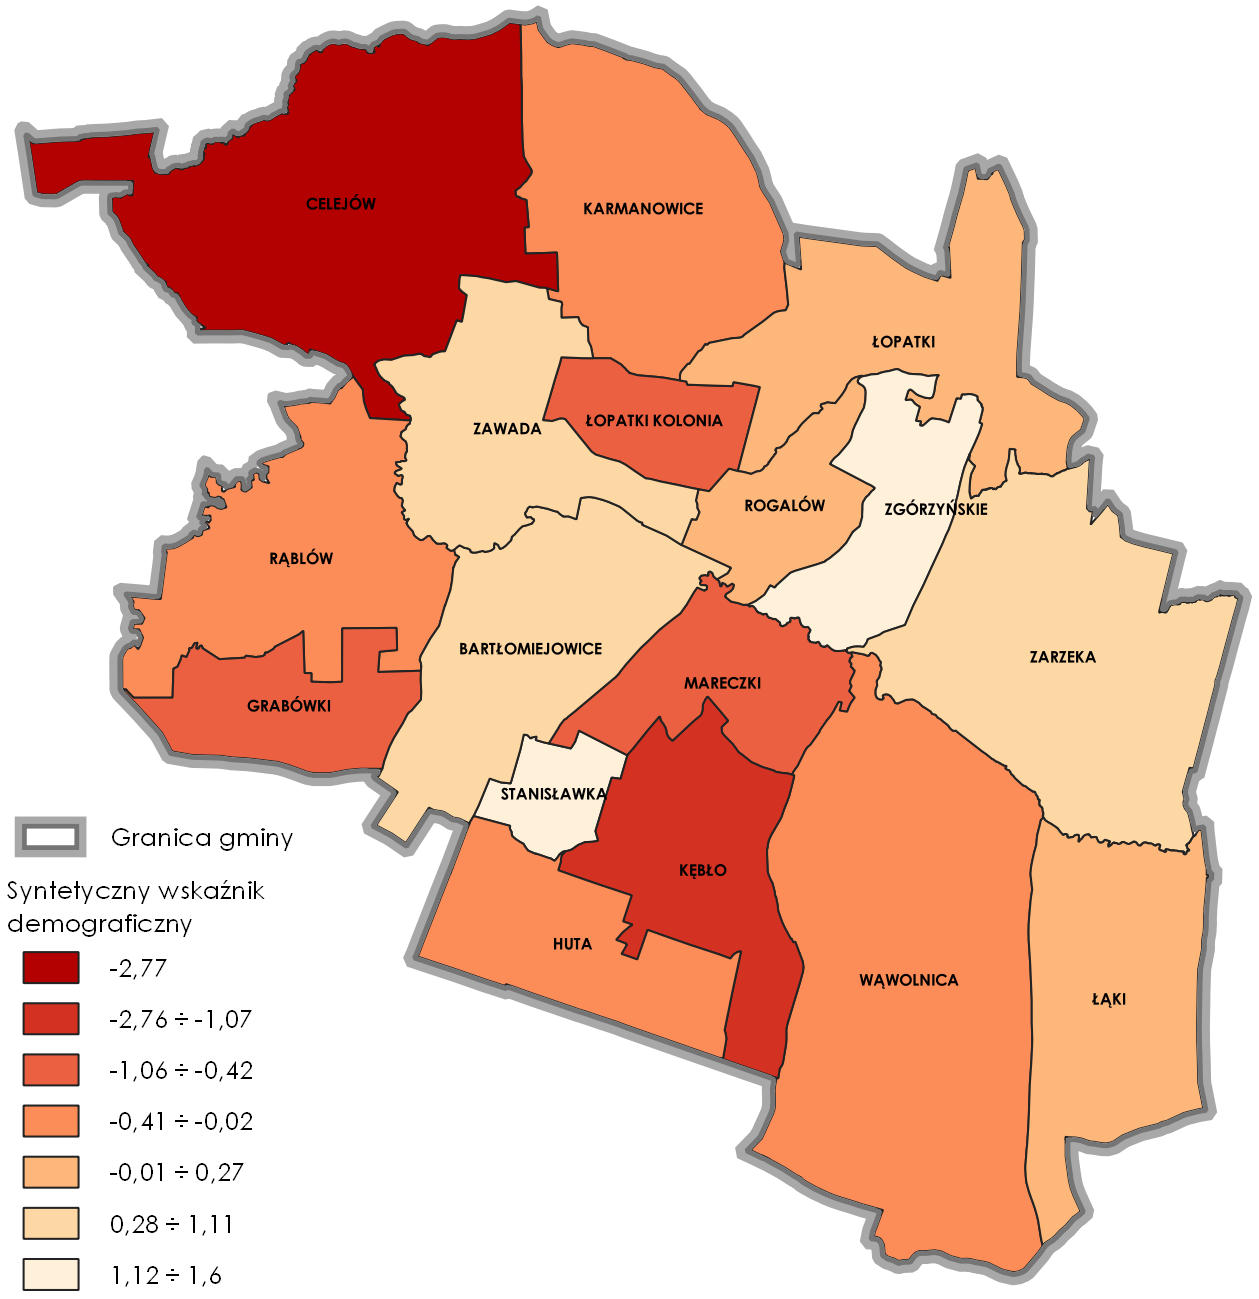 CELEJÓW
KARMANOWICE
ŁOPATKI
ŁOPATKI KOLONIA
ZAWADA
ROGALÓW
ZGÓRZYŃSKIE
RĄBLÓW
BARTŁOMIEJOWICE
ZARZEKA
MARECZKI
GRABÓWKI
STANISŁAWKA
KĘBŁO
HUTA
WĄWOLNICA
ŁĄKI
Granica gminy
Syntetyczny wskaźnik
demograficzny
-2,77
-2,76 ÷ -1,07
-1,06 ÷ -0,42
-0,41 ÷ -0,02
-0,01 ÷ 0,27
0,28 ÷ 1,11
1,12 ÷ 1,6